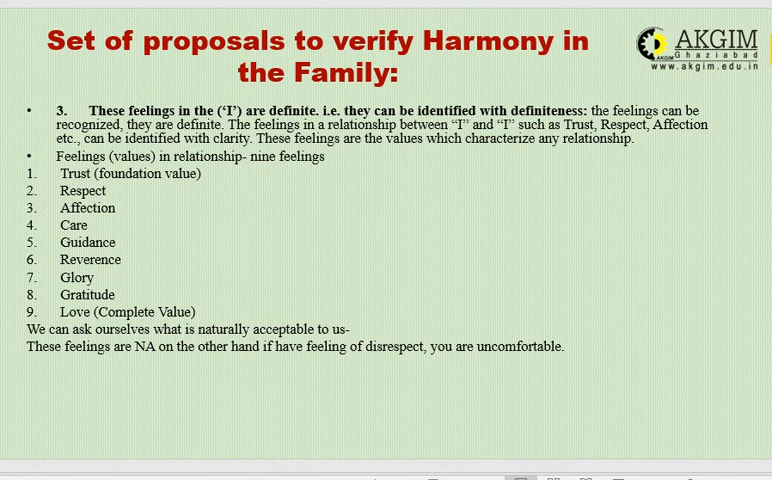 Set of proposals to verify Harmony in
the Family:
AKGIM
Ghaziabad
AKGIM
www.akgim.edu.in
• 3. These feelings in the (‘I’) are definite. i.e. they can be identified with definiteness: the feelings can be
recognized, they are definite. The feelings in a relationship between “I” and “I” such as Trust, Respect, Affection
etc., can be identified with clarity. These feelings are the values which characterize any relationship.
• Feelings (values) in relationship- nine feelings
1. Trust (foundation value)
2. Respect
3. Affection
4. Care
5. Guidance
6. Reverence
7. Glory
8. Gratitude
9. Love (Complete Value)
We can ask ourselves what is naturally acceptable to us-
These feelings are NA on the other hand if have feeling of disrespect, you are uncomfortable.